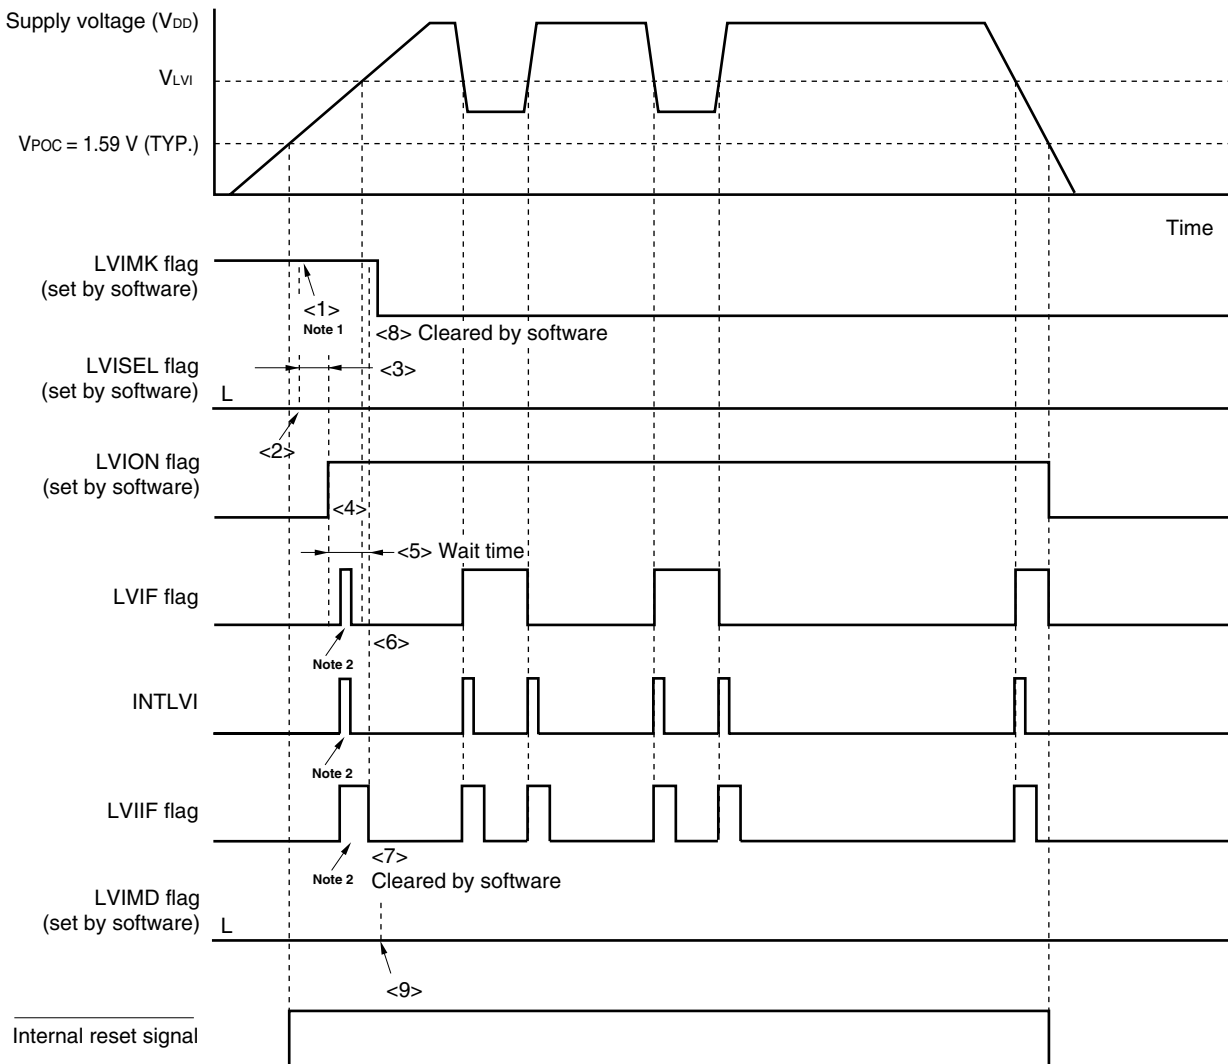 Supply voltage (VDD)
VLVI
VPOC = 1.59 V (TYP.)
Time
LVIMK flag
(set by software)
<1>
Note 1
<8> Cleared by software
LVISEL flag
(set by software)
L
<3>
<2>
LVION flag
(set by software)
<4>
<5> Wait time
LVIF flag
<6>
Note 2
INTLVI
Note 2
LVIIF flag
<7>
Note 2
Cleared by software
LVIMD flag
(set by software)
L
<9>
Internal reset signal